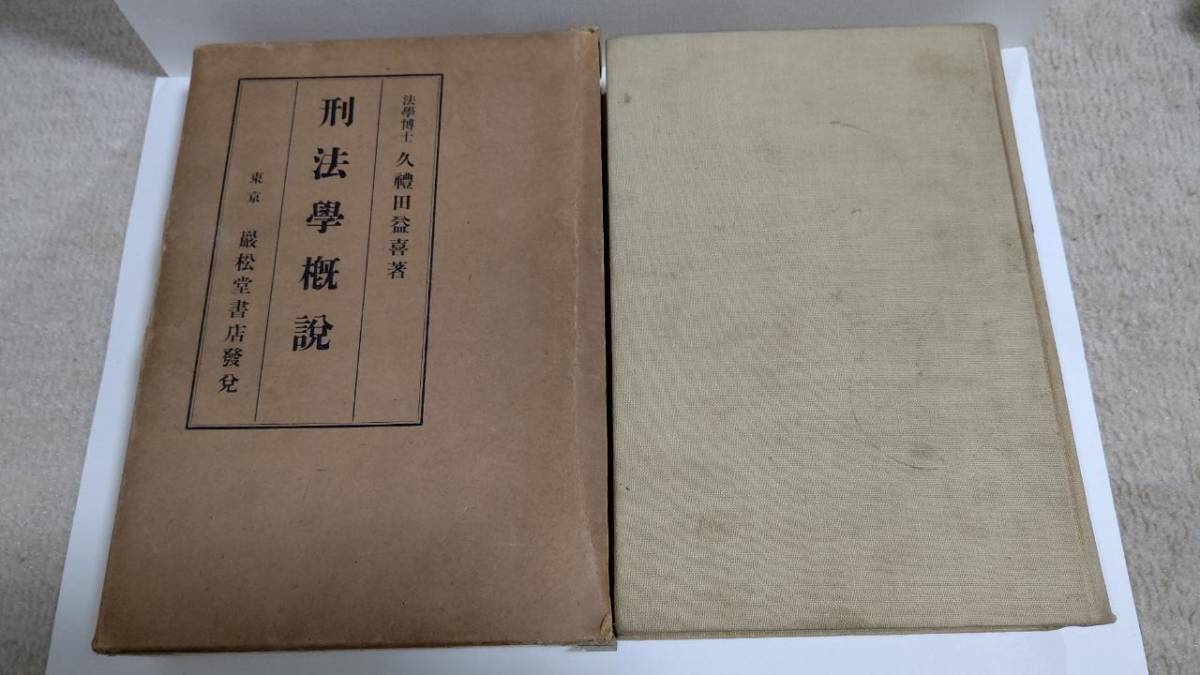 法學博士 久禮田益喜著
刑法學槪說
東京 巖松堂書店發兌